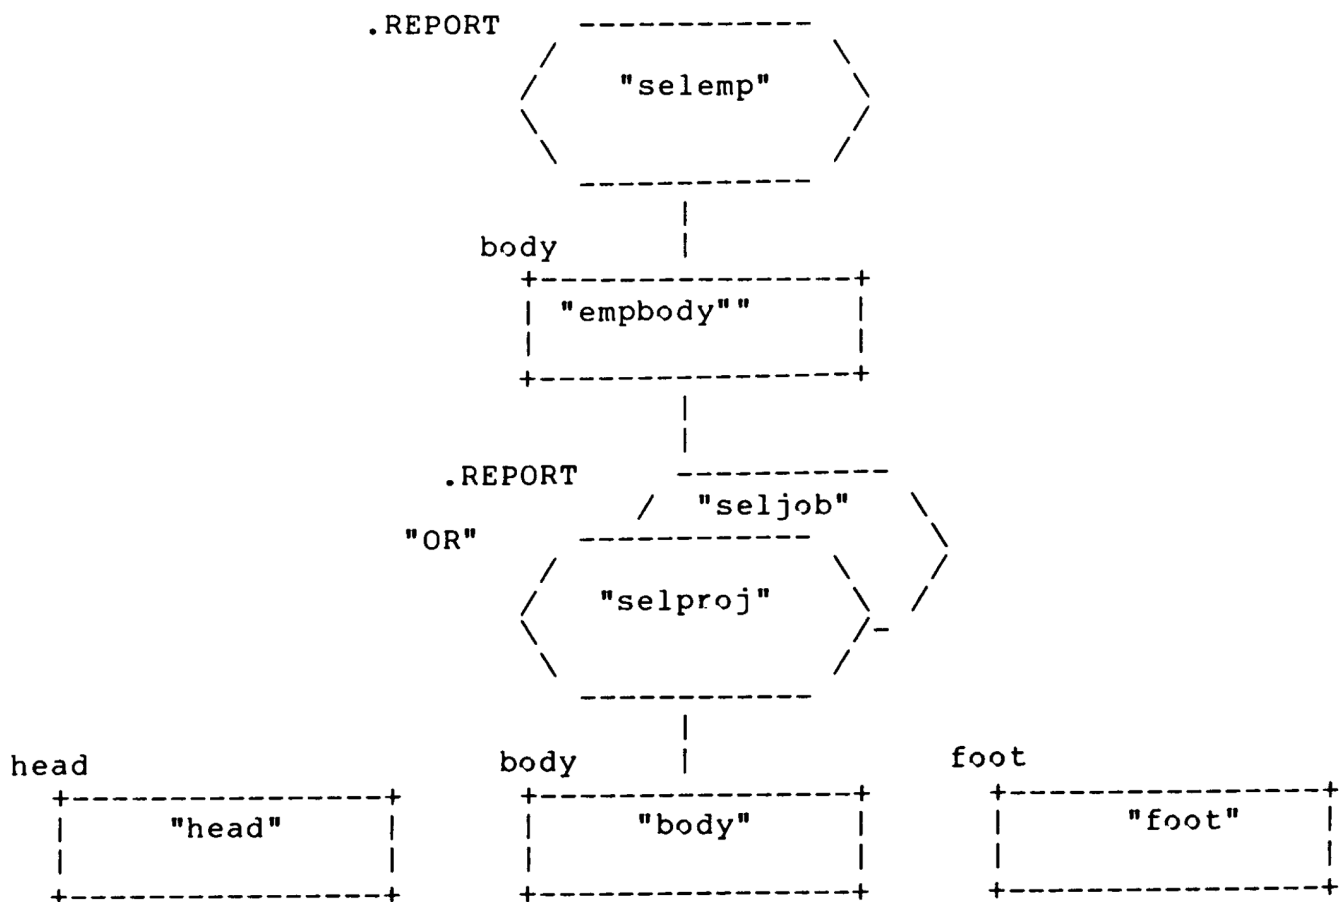 .REPORT
"selemp"
body
"empbody""
.REPORT
"seljob"
"OR"
"selproj"
head
body
foot
"head"
"body"
"foot"